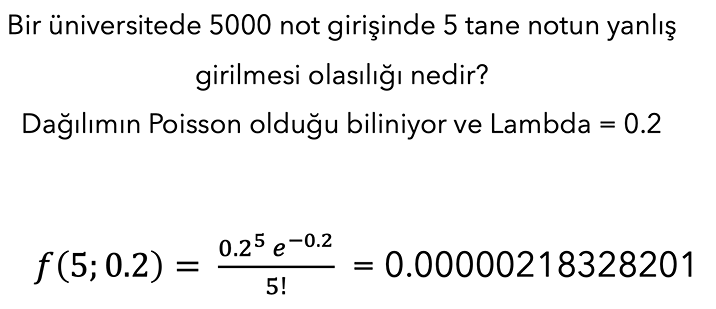 Bir üniversitede 5000 not girişinde 5 tane notun yanlış
girilmesi olasılığı nedir?
Dağılımın Poisson olduğu biliniyor ve Lambda = 0.2
f(5; 0.2) = \frac{0.2^5 e^{-0.2}}{5!} = 0.00000218328201